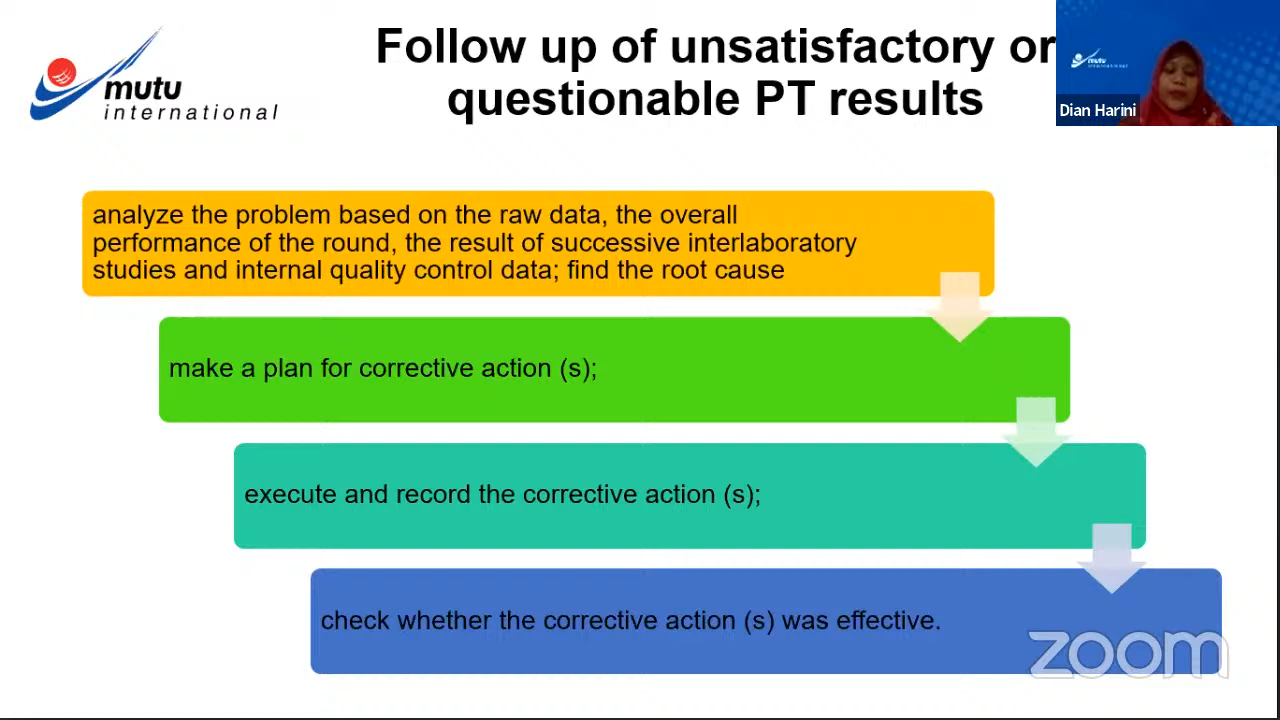 mutu
international
Follow up of unsatisfactory or
questionable PT results
Dian Harini
analyze the problem based on the raw data, the overall
performance of the round, the result of successive interlaboratory
studies and internal quality control data; find the root cause
make a plan for corrective action (s);
execute and record the corrective action (s);
check whether the corrective action (s) was effective.
zoom